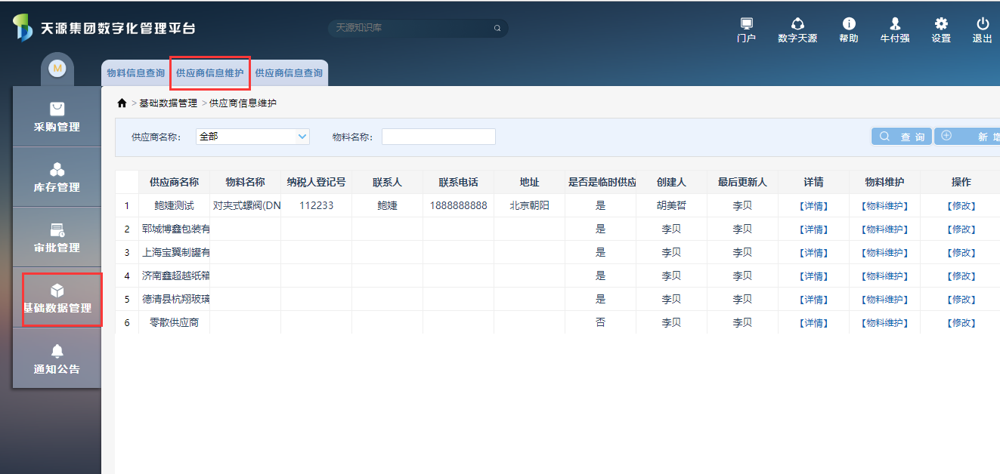 天源集团数字化管理平台
天源知识库
门户 数字天源 帮助 牛付强 设置 退出
M
物料信息查询 供应商信息维护 供应商信息查询
>基础数据管理 >供应商信息维护
采购管理
库存管理
审批管理
基础数据管理
通知公告
供应商名称: 全部 物料名称: 查 询 新 增
供应商名称 物料名称 纳税人登记号 联系人 联系电话 地址 是否是临时供应 创建人 最后更新人 详情 物料维护 操作
1 鲍婕测试 对夹式螺阀(DN 112233 鲍婕 1888888888 北京朝阳 是 胡美哲 李贝 【详情】 【物料维护】 【修改】
2 郓城博鑫包装有 是 李贝 李贝 【详情】 【物料维护】 【修改】
3 上海宝翼制罐有 是 李贝 李贝 【详情】 【物料维护】 【修改】
4 济南鑫超越纸箱 是 李贝 李贝 【详情】 【物料维护】 【修改】
5 德清县杭翔玻璃 是 李贝 李贝 【详情】 【物料维护】 【修改】
6 零散供应商 否 李贝 李贝 【详情】 【物料维护】 【修改】